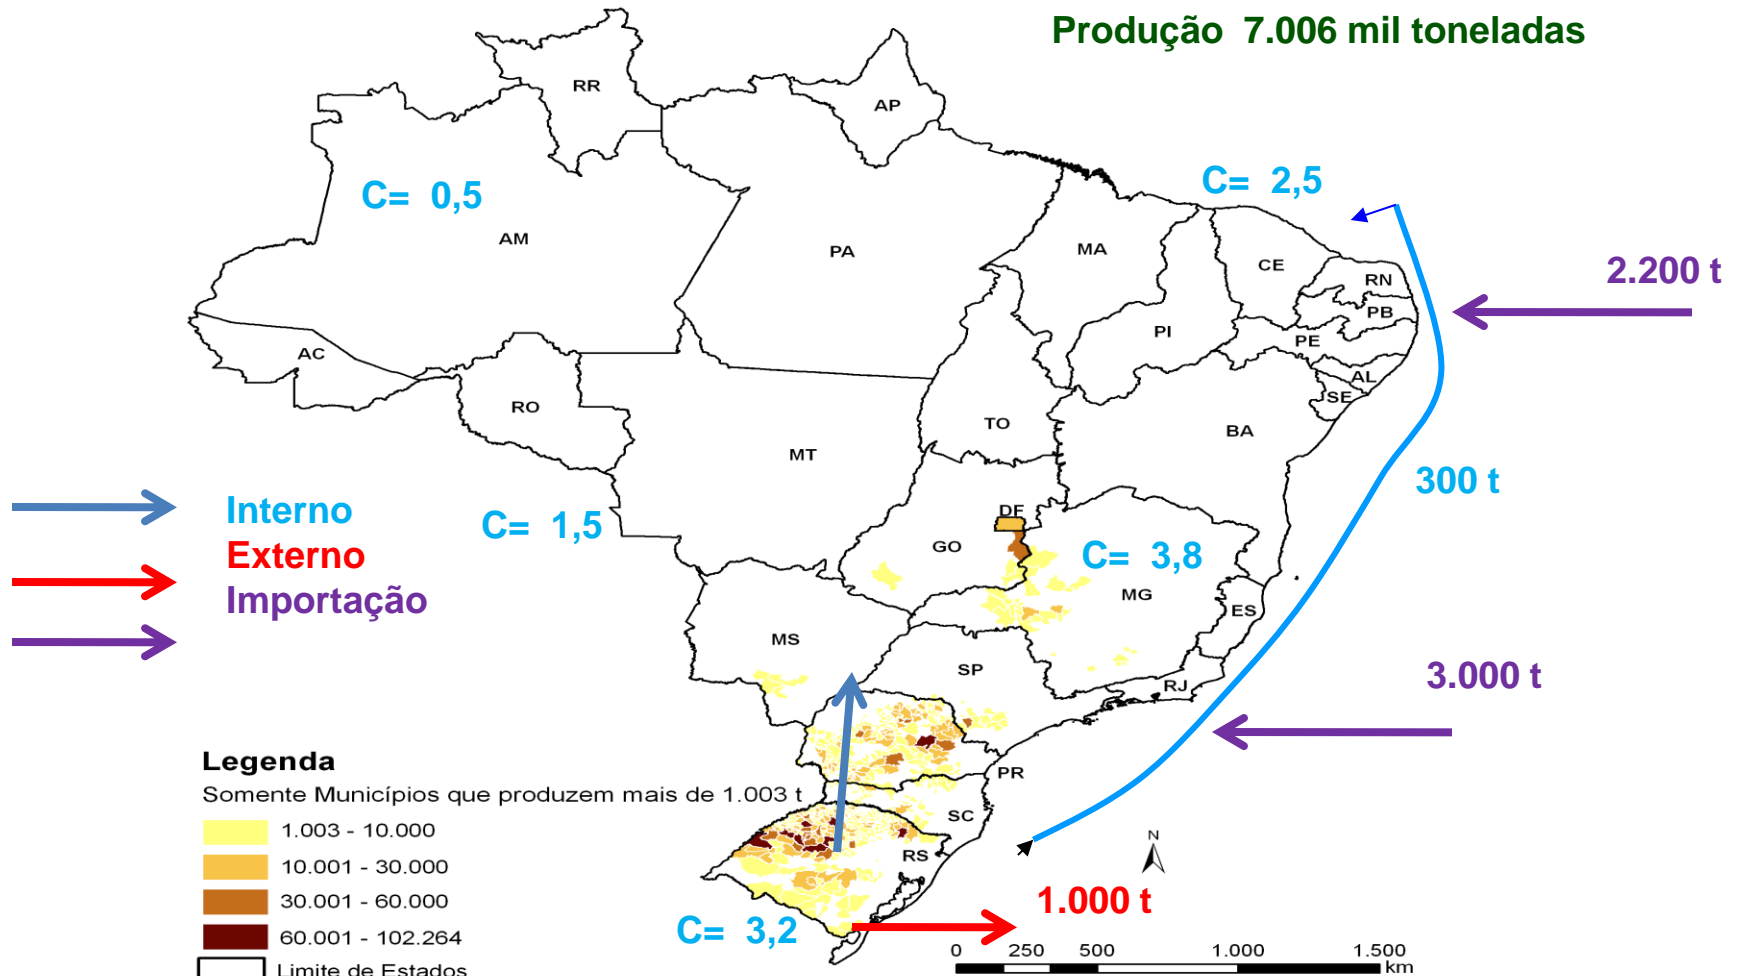 Produção 7.006 mil toneladas
RR
AP
C= 0,5
C= 2,5
AM
PA
MA
CE
RN
2.200 t
PB
PI
PE
AC
AL
SE
RO
TO
BA
MT
300 t
Interno
DF
C= 1,5
GO
C= 3,8
Externo
Importação
MG
ES
MS
SP
3.000 t
RJ
Legenda
PR
Somente Municípios que produzem mais de 1.003 t
SC
1.003 - 10.000
N
RS
10.001 - 30.000
30.001 - 60.000
1.000 t
C= 3,2
60.001 - 102.264
0 250 500 1.000 1.500
km
Limite de Estados